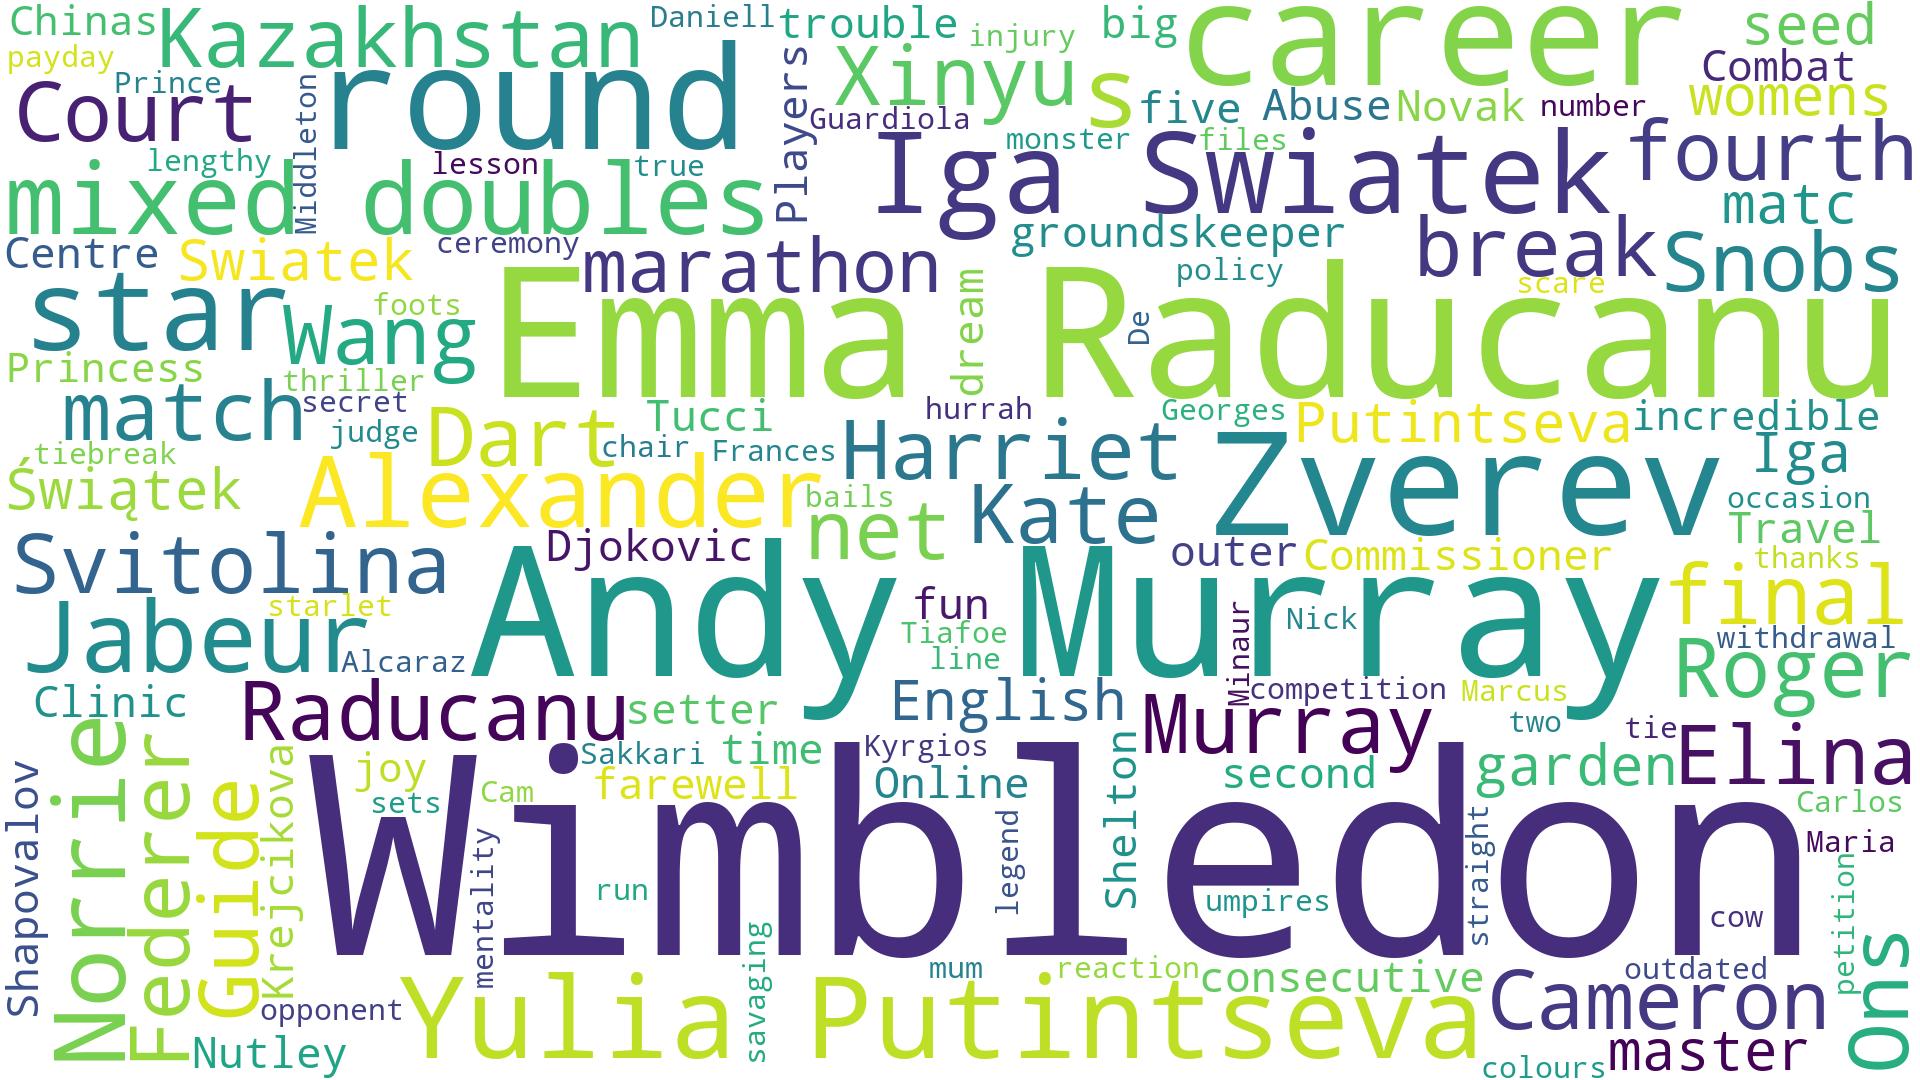 Chinas
Kazakhstan
Daniell
trouble
injury
big
career
seed
payday
Prince
Court
Middleton
round
Players
Xinyu
s
five
Abuse
Novak
number
Combat
womens
Guardiola
monster
files
lengthy
lesson
true
mixed doubles
Iga Swiatek
fourth
matc
Centre
Swiatek
ceremony
marathon
groundskeeper
policy
break
Snobs
scare
star
foots
Wang
Emma Raducanu
dream
De
Princess
thriller
secret
match
judge
Dart
Tucci
hurrah
Georges
Putintseva
incredible
tiebreak
chair
Frances
Harriet
Zverev
Iga
Świątek
Alexander
bails
net
Kate
occasion
Travel
Svitolina
Djokovic
outer
Commissioner
thanks
starlet
Andy Murray
fun
Nick
final
Jabeur
Alcaraz
Tiafoe
line
Minaur
withdrawal
Roger
Clinic
Raducanu
setter
English
competition
Marcus
Murray
two
tie
Elina
Norrie
Federer
Guide
Krejcikova
joy
Sakkari
time
Kyrgios
Shelton
second
garden
sets
Cam
farewell
Online
Carlos
Shapovalov
Wimbledon
mentality
run
legend
umpires
straight
cow
Maria
petition
Ons
opponent
Yulia Putintseva
savaging
mum
reaction
consecutive
Cameron
outdated
Nutley
colours
master